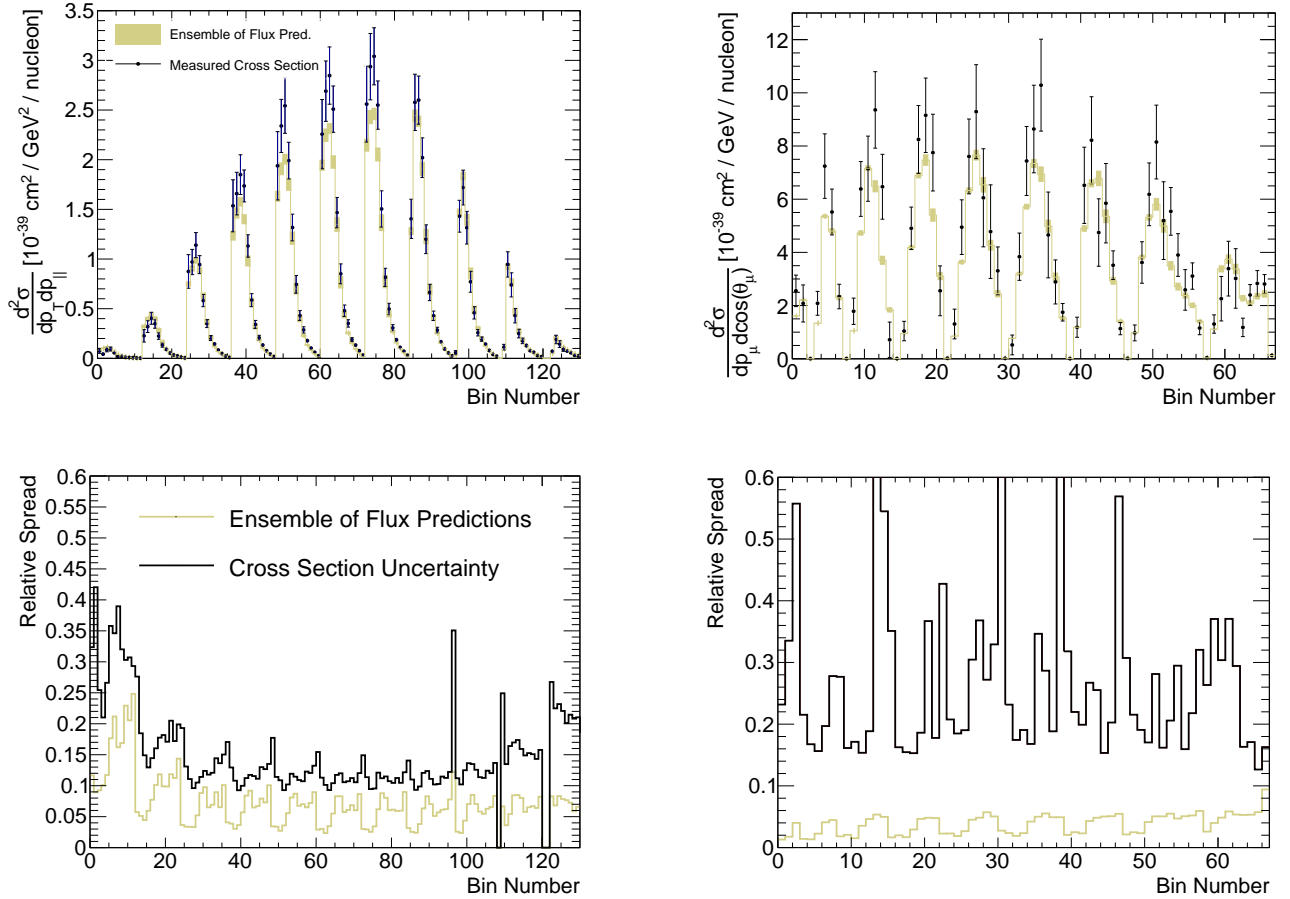 3.5
3
2.5
2
1.5
1
0.5
0
0 20 40 60 80 100 120
Bin Number
d²σ/dp_T dp_|| [10⁻³⁹ cm² / GeV² / nucleon]
Ensemble of Flux Pred.
Measured Cross Section
12
10
8
6
4
2
0
0 10 20 30 40 50 60
Bin Number
d²σ/dp_μ dcos(θ_μ) [10⁻³⁹ cm² / GeV / nucleon]
0.6
0.55
0.5
0.45
0.4
0.35
0.3
0.25
0.2
0.15
0.1
0.05
0
0 20 40 60 80 100 120
Bin Number
Relative Spread
Ensemble of Flux Predictions
Cross Section Uncertainty
0.6
0.5
0.4
0.3
0.2
0.1
0
0 10 20 30 40 50 60
Bin Number
Relative Spread